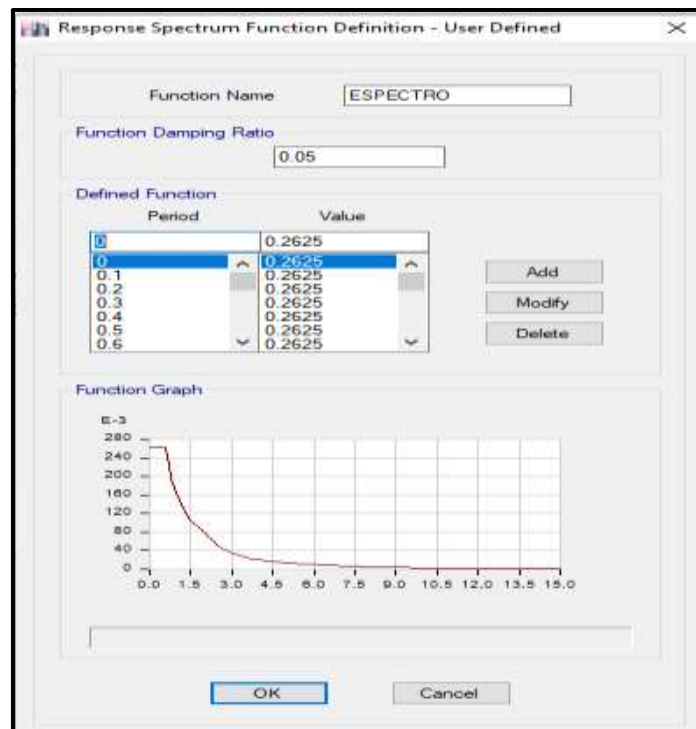 Response Spectrum Function Definition - User Defined
Function Name ESPECTRO
Function Damping Ratio
0.05
Defined Function
Period Value
0 0.2625
0 0.2625
0.1 0.2625
0.2 0.2625
0.3 0.2625
0.4 0.2625
0.5 0.2625
0.6 0.2625
Add
Modify
Delete
Function Graph
E-3
280
240
200
160
120
80
40
0
0.0 1.5 3.0 4.5 6.0 7.5 9.0 10.5 12.0 13.5 15.0
OK Cancel